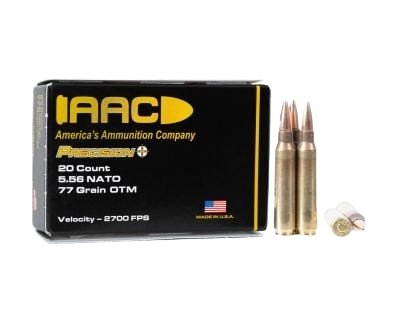 AAC
America's Ammunition Company
PRECISION
20 Count
5.56 NATO
77 Grain OTM
Velocity – 2700 FPS
MADE IN U.S.A.